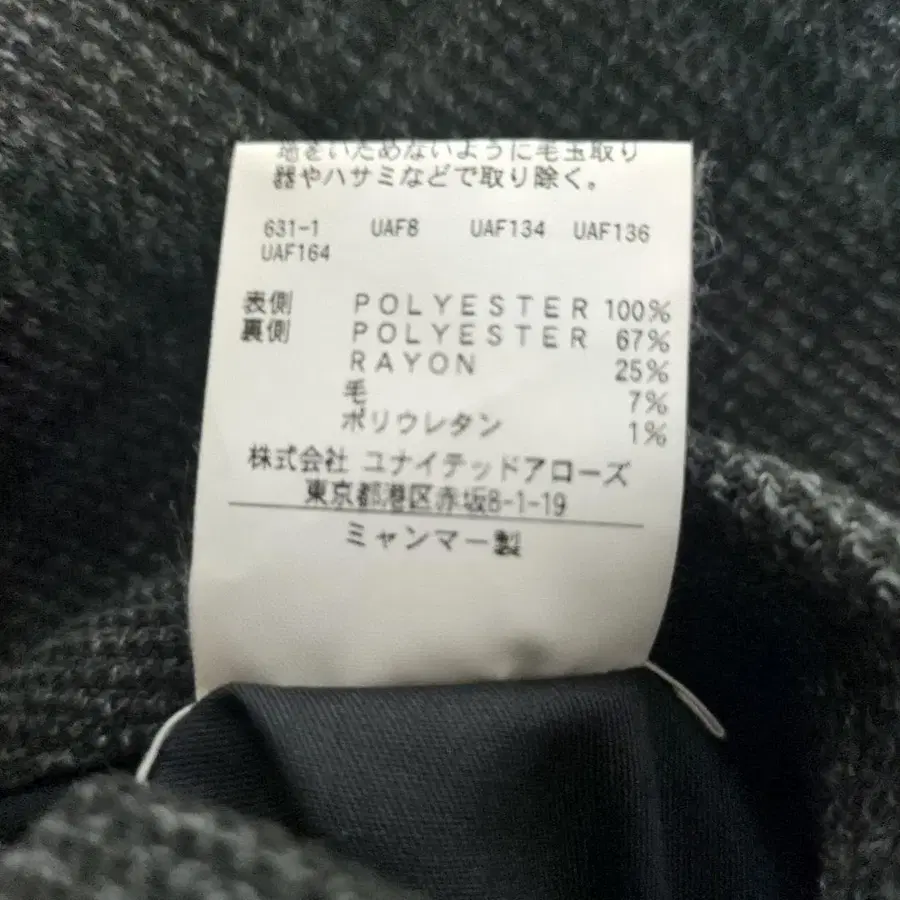 地をいためないように毛玉取り
器やハサミなどで取り除く。
631-1 UAF8 UAF134 UAF136
UAF164
表側 POLYESTER 100%
裏側 POLYESTER 67%
RAYON 25%
毛 7%
ポリウレタン 1%
株式会社 ユナイテッドアローズ
東京都港区赤坂8-1-19
ミャンマー製